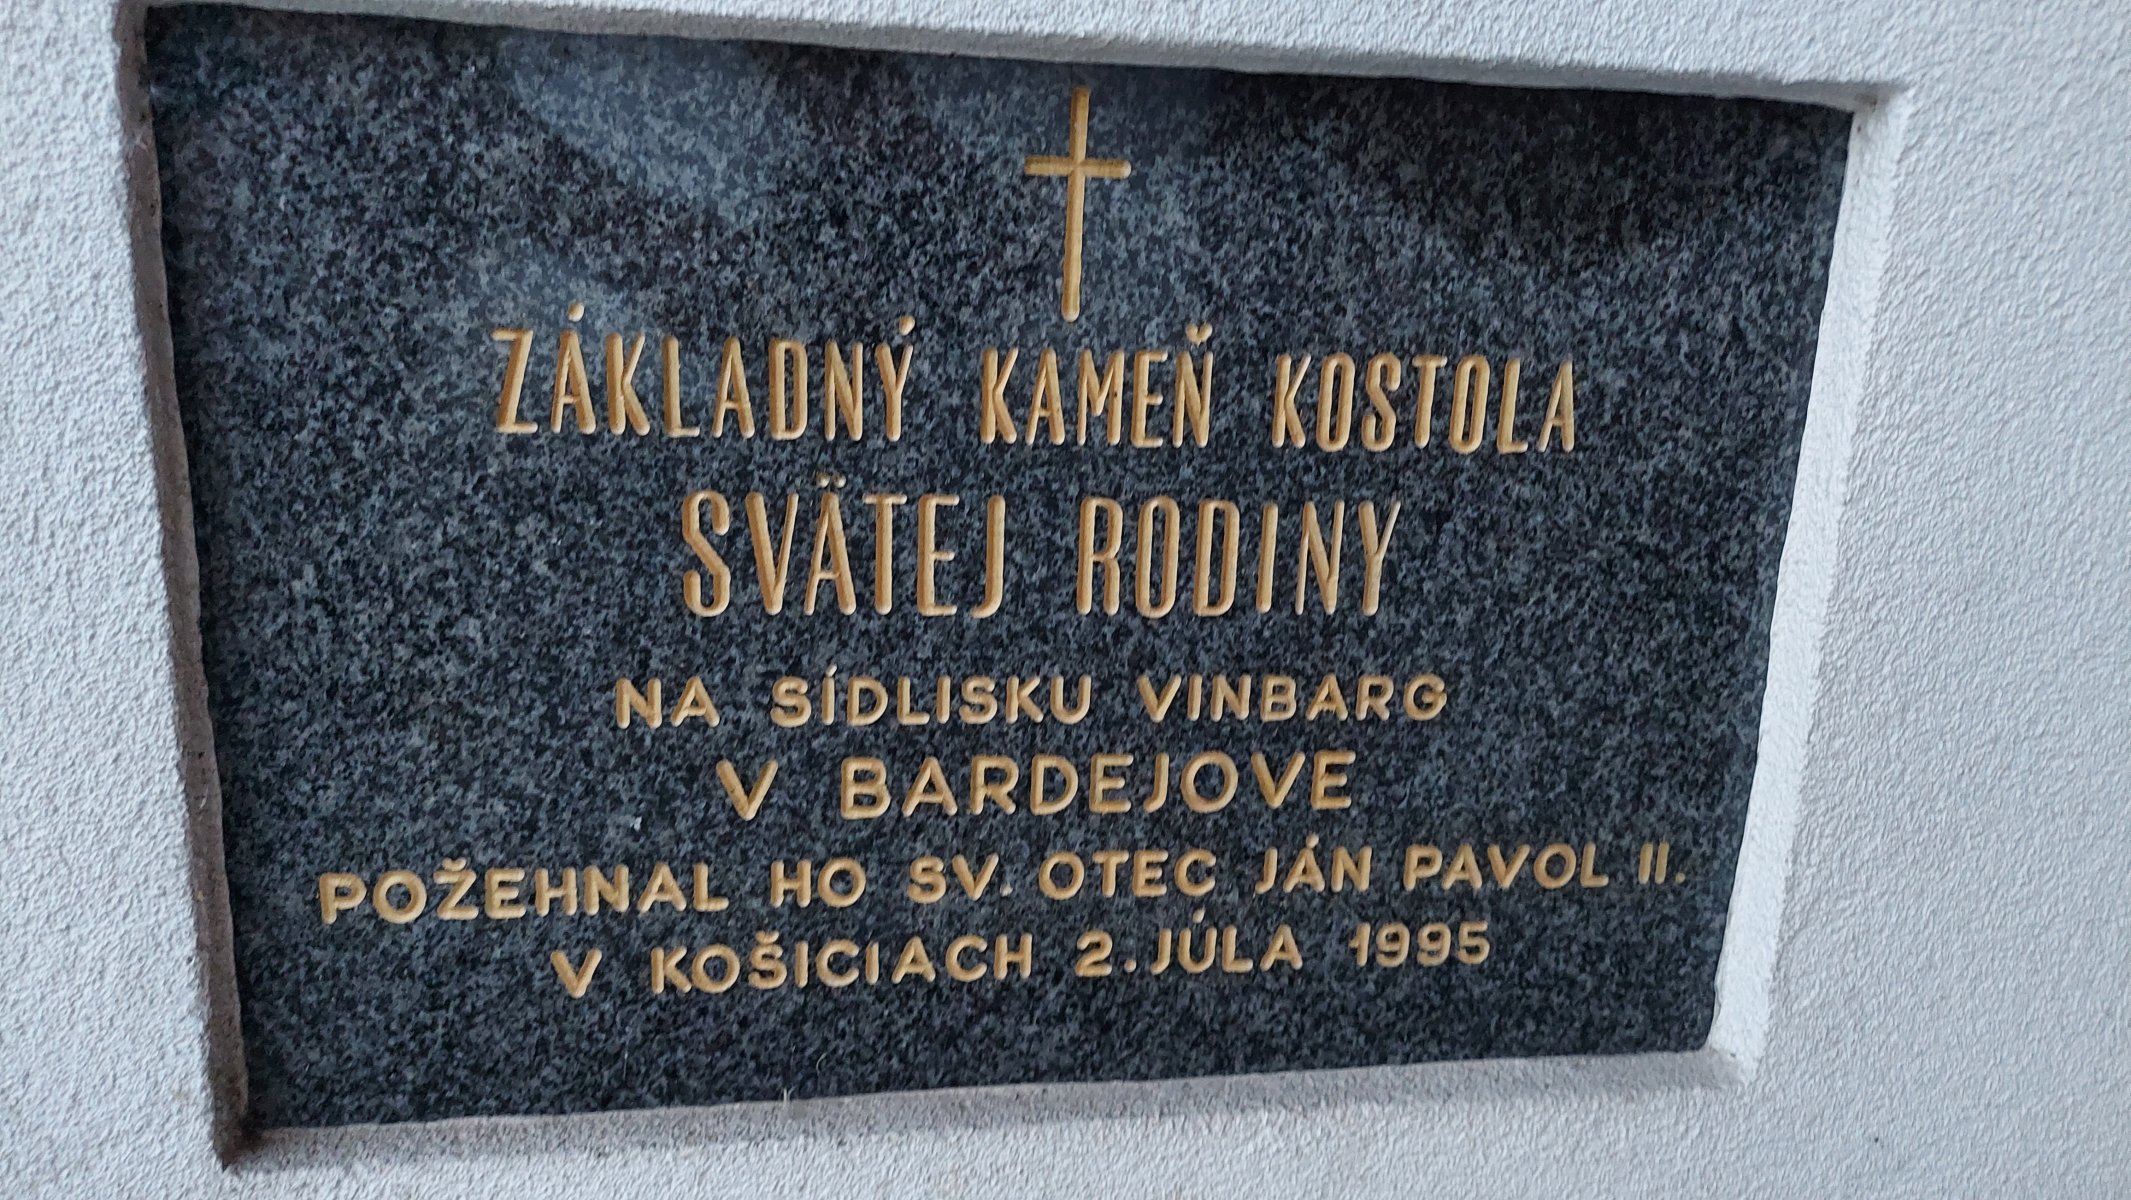 ZÁKLADNÝ KAMEŇ KOSTOLA
SVÄTEJ RODINY
NA SÍDLISKU VINBARG
V BARDEJOVE
POŽEHNAL HO SV. OTEC JÁN PAVOL II.
V KOŠICIACH 2. JÚLA 1995